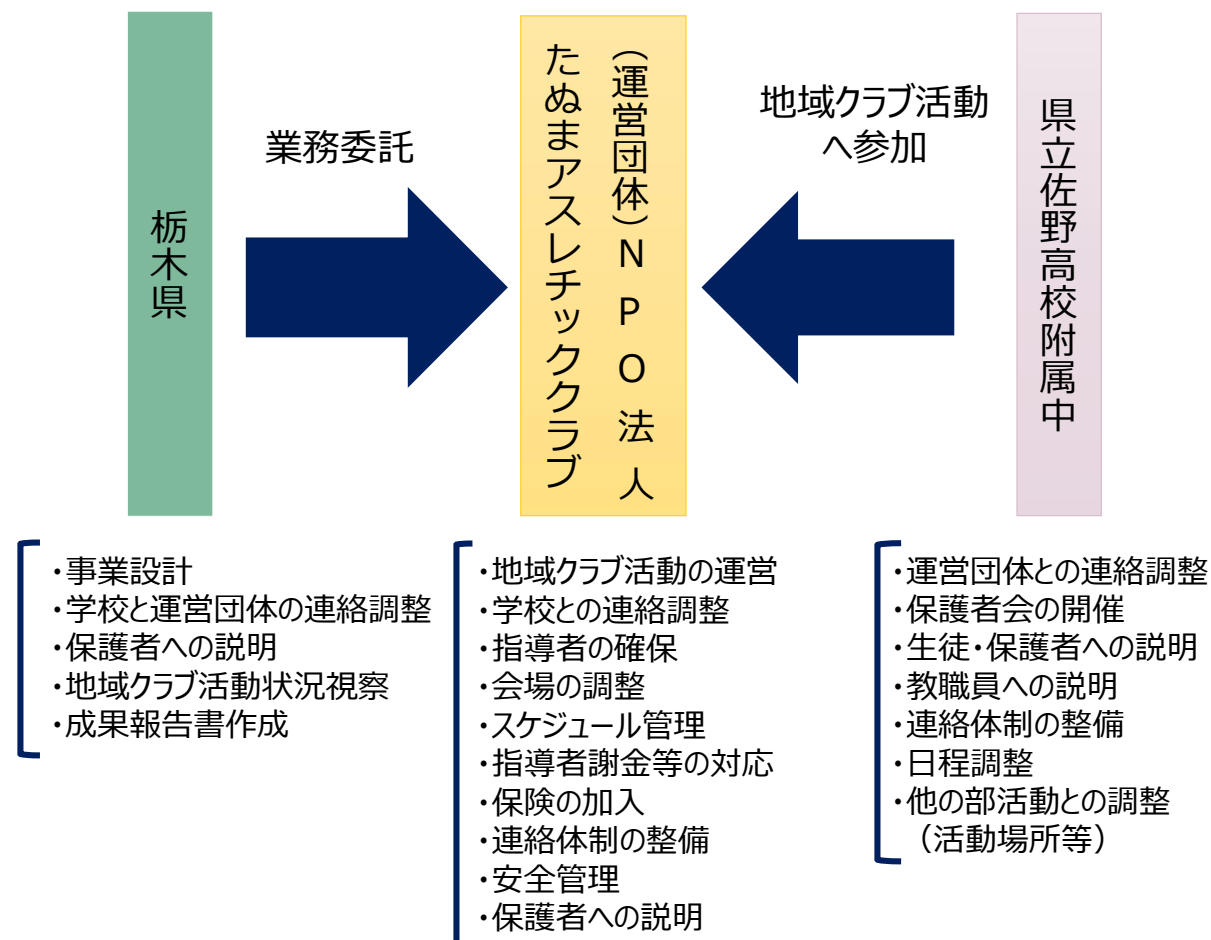 栃木県
業務委託
（運営団体）NPO法人
たぬまアスレチッククラブ
地域クラブ活動
へ参加
県立佐野高校附属中
・事業設計
・学校と運営団体の連絡調整
・保護者への説明
・地域クラブ活動状況視察
・成果報告書作成
・地域クラブ活動の運営
・学校との連絡調整
・指導者の確保
・会場の調整
・スケジュール管理
・指導者謝金等の対応
・保険の加入
・連絡体制の整備
・安全管理
・保護者への説明
・運営団体との連絡調整
・保護者会の開催
・生徒・保護者への説明
・教職員への説明
・連絡体制の整備
・日程調整
・他の部活動との調整
（活動場所等）